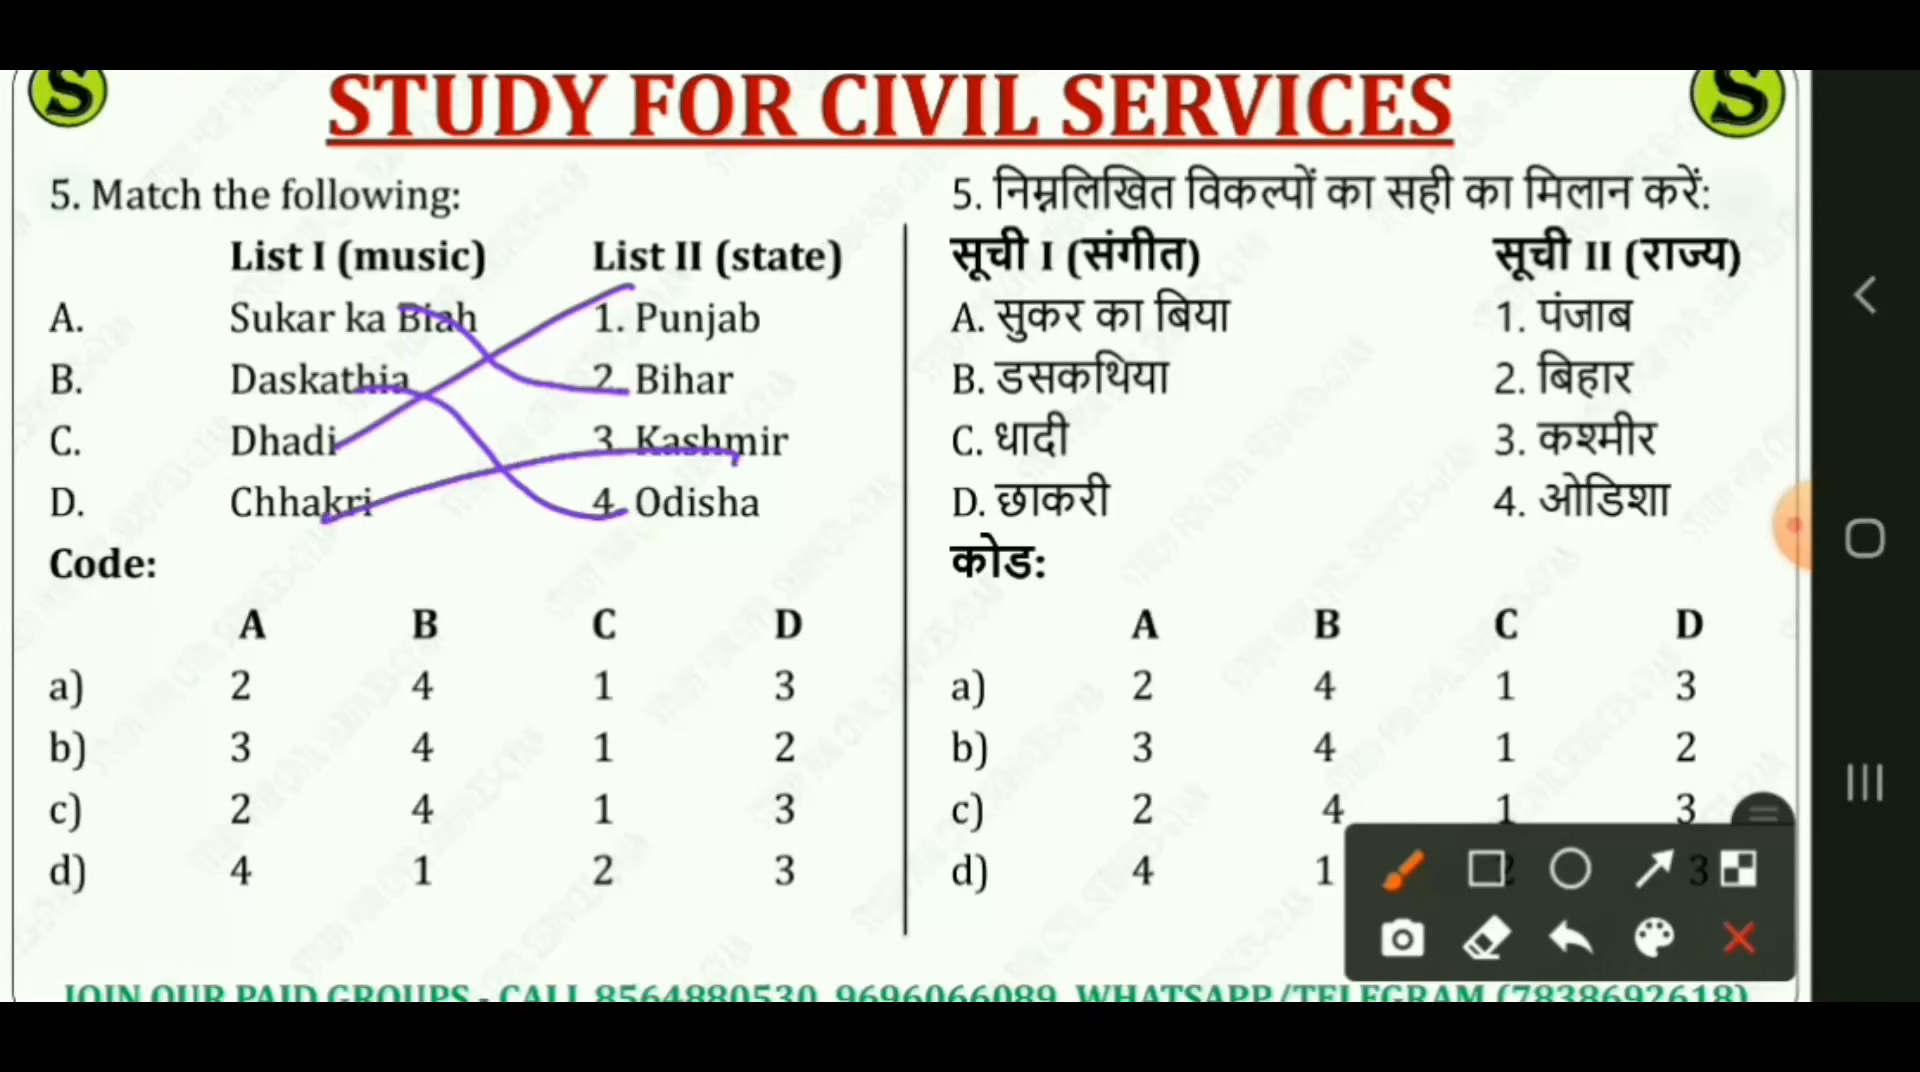 S STUDY FOR CIVIL SERVICES S
5. Match the following:
List I (music) List II (state)
A. Sukar ka Biah 1. Punjab
B. Daskathia 2. Bihar
C. Dhadi 3. Kashmir
D. Chhakri 4. Odisha
Code:
A B C D
a) 2 4 1 3
b) 3 4 1 2
c) 2 4 1 3
d) 4 1 2 3
5. निम्नलिखित विकल्पों का सही का मिलान करें:
सूची I (संगीत) सूची II (राज्य)
A. सुकर का बिया 1. पंजाब
B. डसकथिया 2. बिहार
C. धादी 3. कश्मीर
D. छाकरी 4. ओडिशा
कोड:
A B C D
a) 2 4 1 3
b) 3 4 1 2
c) 2 4 1 3
d) 4 1 2 3
JOIN OUR PAID GROUPS - CALL 8564880530, 9696066089, WHATSAPP/TELEGRAM (7838692618)